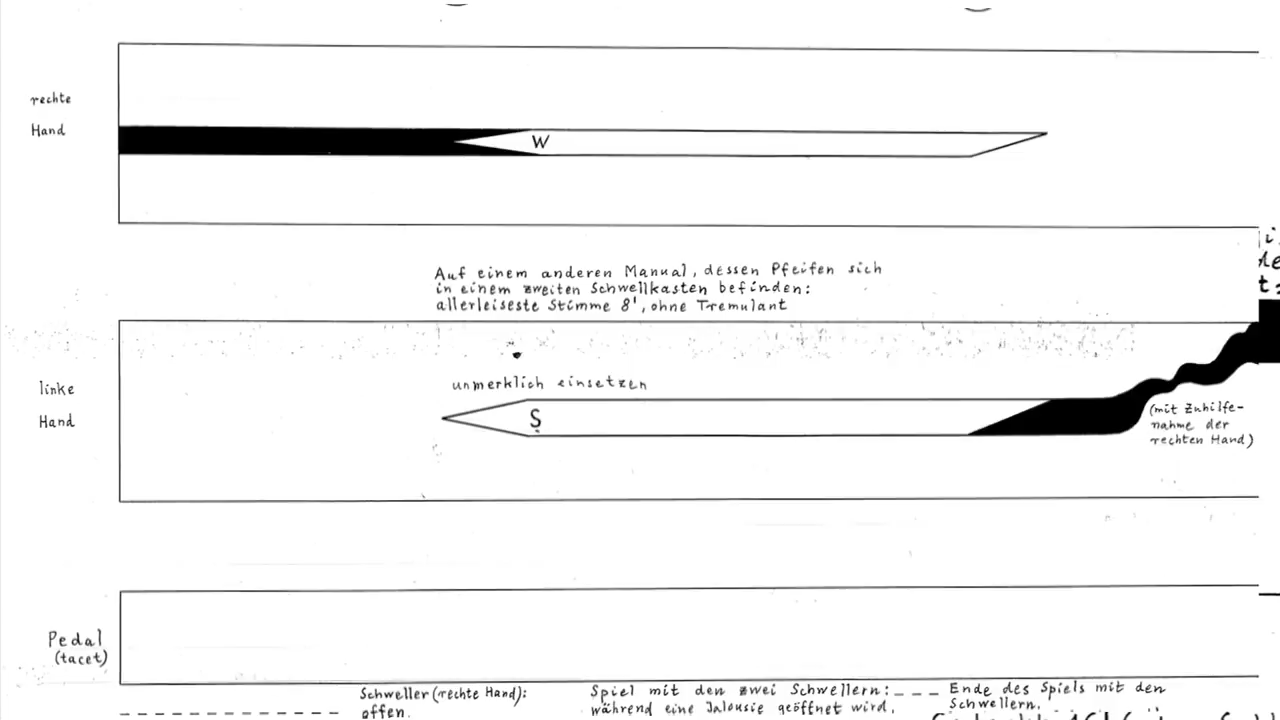 rechte
Hand
W
Auf einem anderen Manual, dessen Pfeifen sich
in einem zweiten Schwellkasten befinden:
allerleiseste Stimme 8', ohne Tremulant
linke
Hand
unmerklich einsetzen
S
(mit Zuhilfe-
nahme der
rechten Hand)
Pedal
(tacet)
Schweller (rechte Hand):
offen.
Spiel mit den zwei Schwellern:
während eine Jalousie geöffnet wird,
Ende des Spiels mit den
Schwellern.